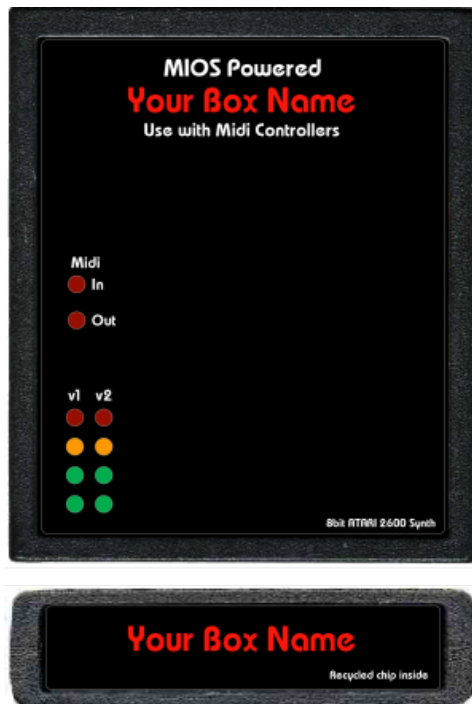 MIOS Powered
Your Box Name
Use with Midi Controllers
Midi
In
Out
v1 v2
8bit ATARI 2600 Synth
Your Box Name
Recycled chip inside